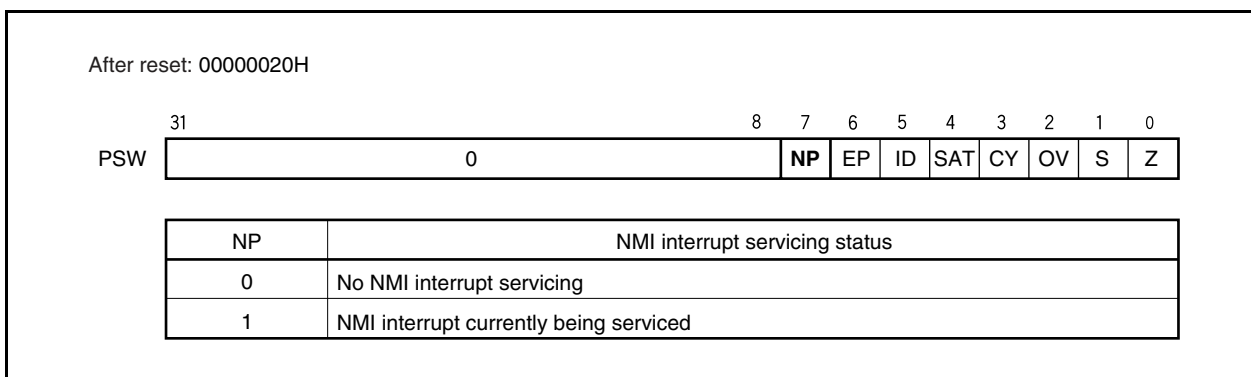 After reset: 00000020H
31 8 7 6 5 4 3 2 1 0
PSW 0 NP EP ID SAT CY OV S Z
NP NMI interrupt servicing status
0 No NMI interrupt servicing
1 NMI interrupt currently being serviced